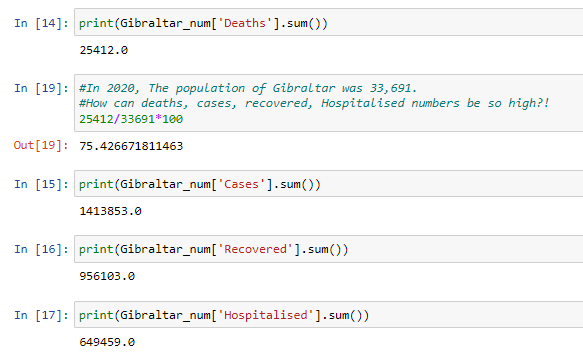 In [14]: print(Gibraltar_num['Deaths'].sum())
25412.0
In [19]: #In 2020, The population of Gibraltar was 33,691.
#How can deaths, cases, recovered, Hospitalised numbers be so high?!
25412/33691*100
Out[19]: 75.426671811463
In [15]: print(Gibraltar_num['Cases'].sum())
1413853.0
In [16]: print(Gibraltar_num['Recovered'].sum())
956103.0
In [17]: print(Gibraltar_num['Hospitalised'].sum())
649459.0